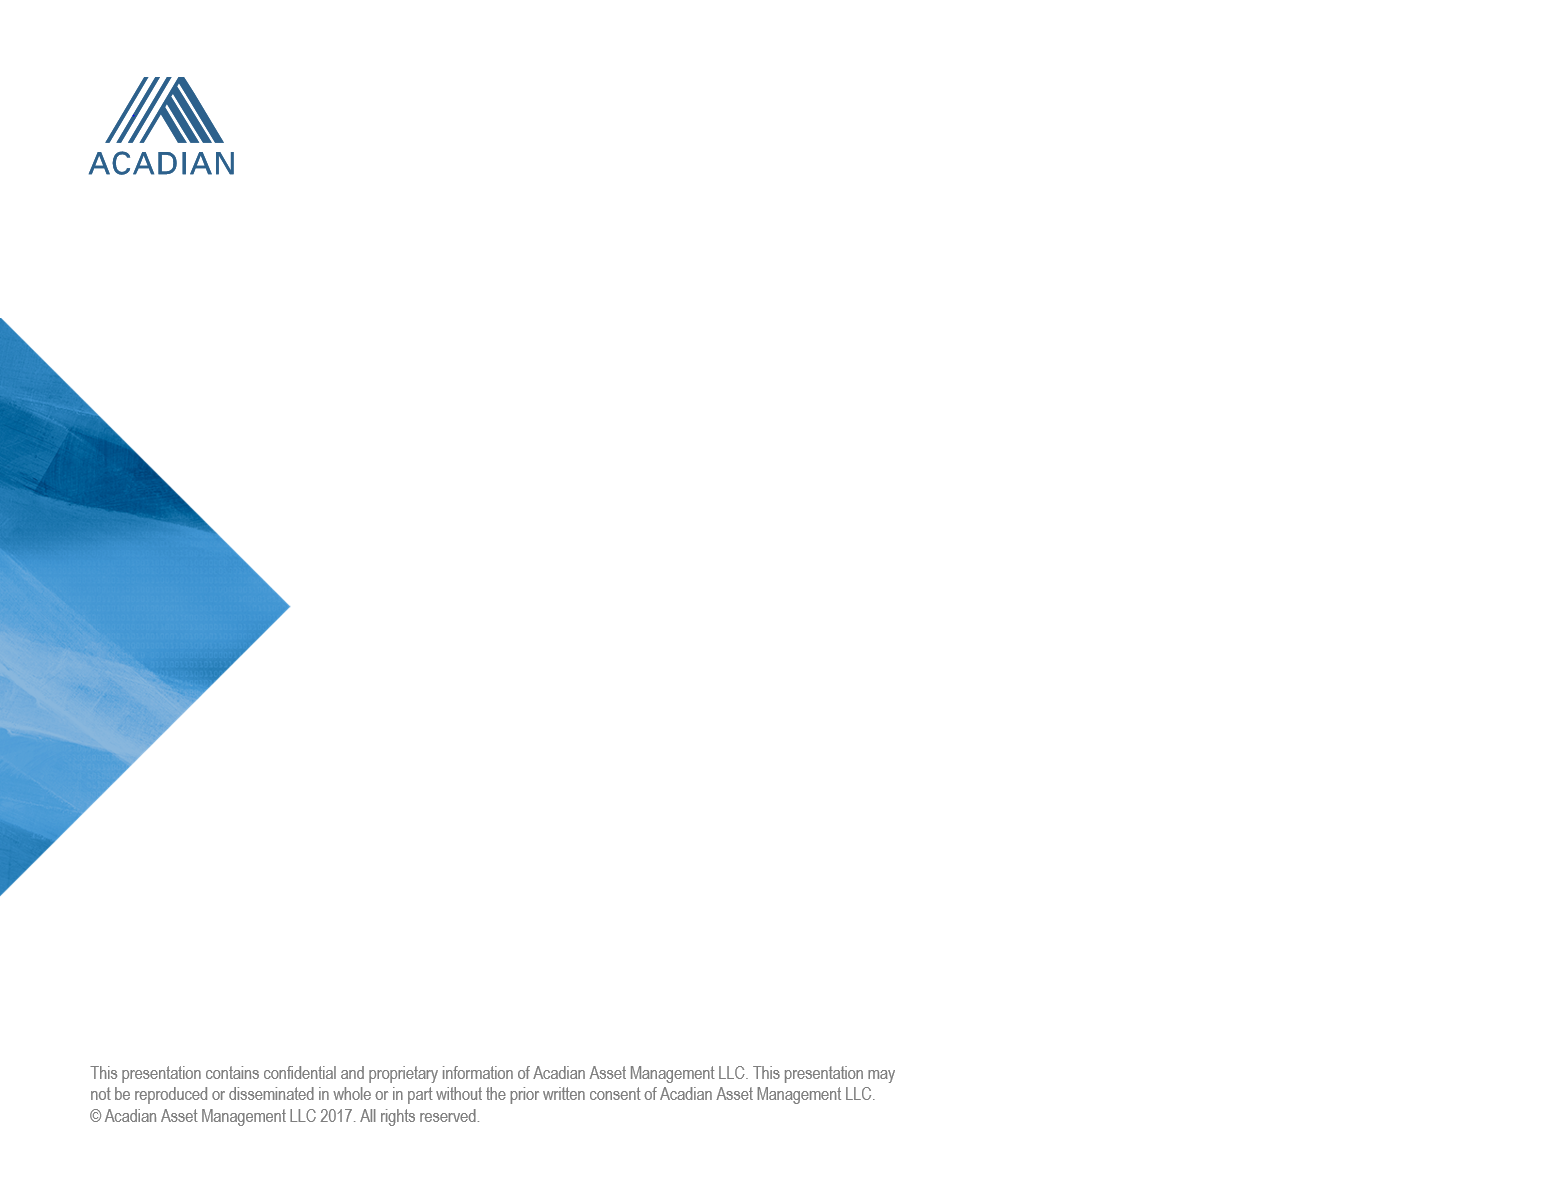 ACADIAN
This presentation contains confidential and proprietary information of Acadian Asset Management LLC. This presentation may
not be reproduced or disseminated in whole or in part without the prior written consent of Acadian Asset Management LLC.
© Acadian Asset Management LLC 2017. All rights reserved.